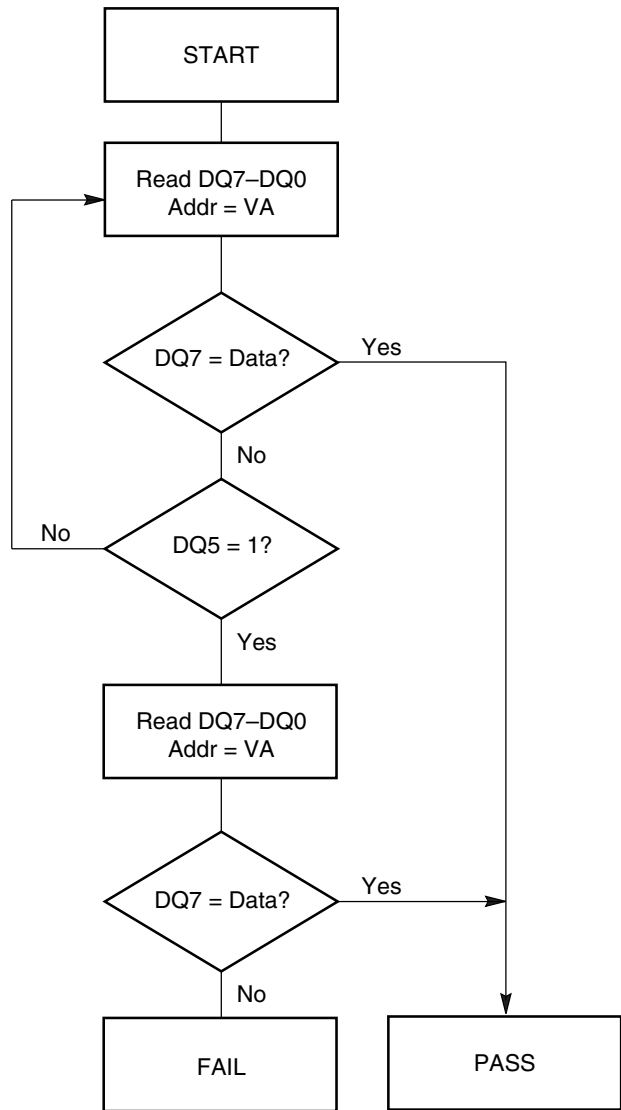 START
Read DQ7–DQ0
Addr = VA
DQ7 = Data?
Yes
No
No
DQ5 = 1?
Yes
Read DQ7–DQ0
Addr = VA
DQ7 = Data?
Yes
No
FAIL
PASS